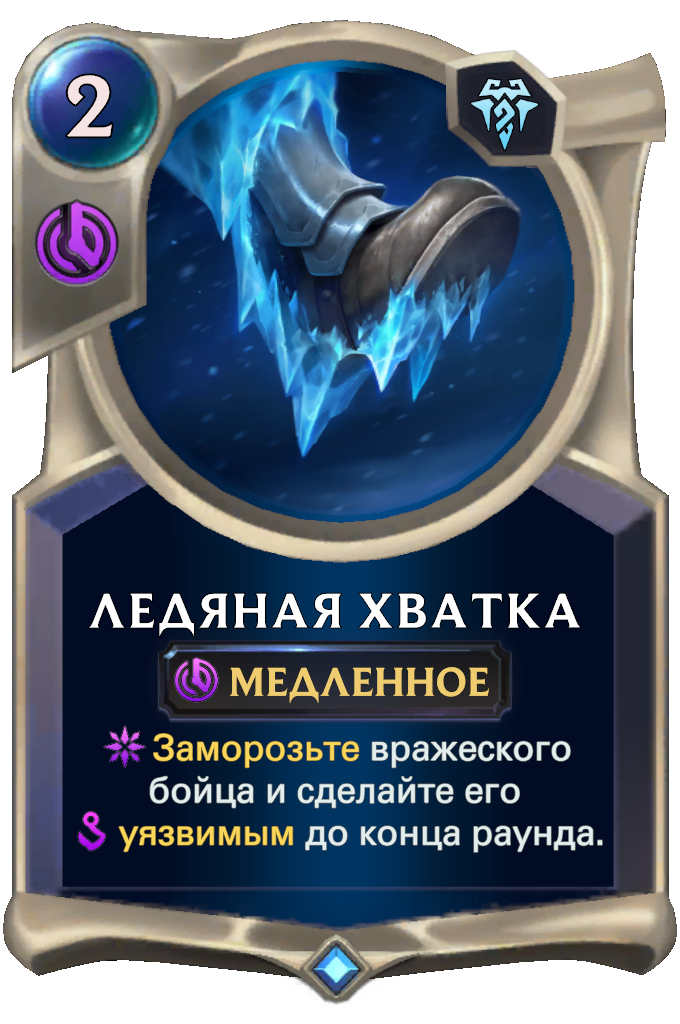 2
ЛЕДЯНАЯ ХВАТКА
МЕДЛЕННОЕ
Заморозьте вражеского
бойца и сделайте его
уязвимым до конца раунда.